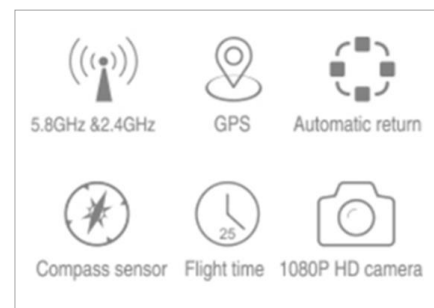 5.8GHz &2.4GHz
GPS
Automatic return
25
Compass sensor
Flight time
1080P HD camera